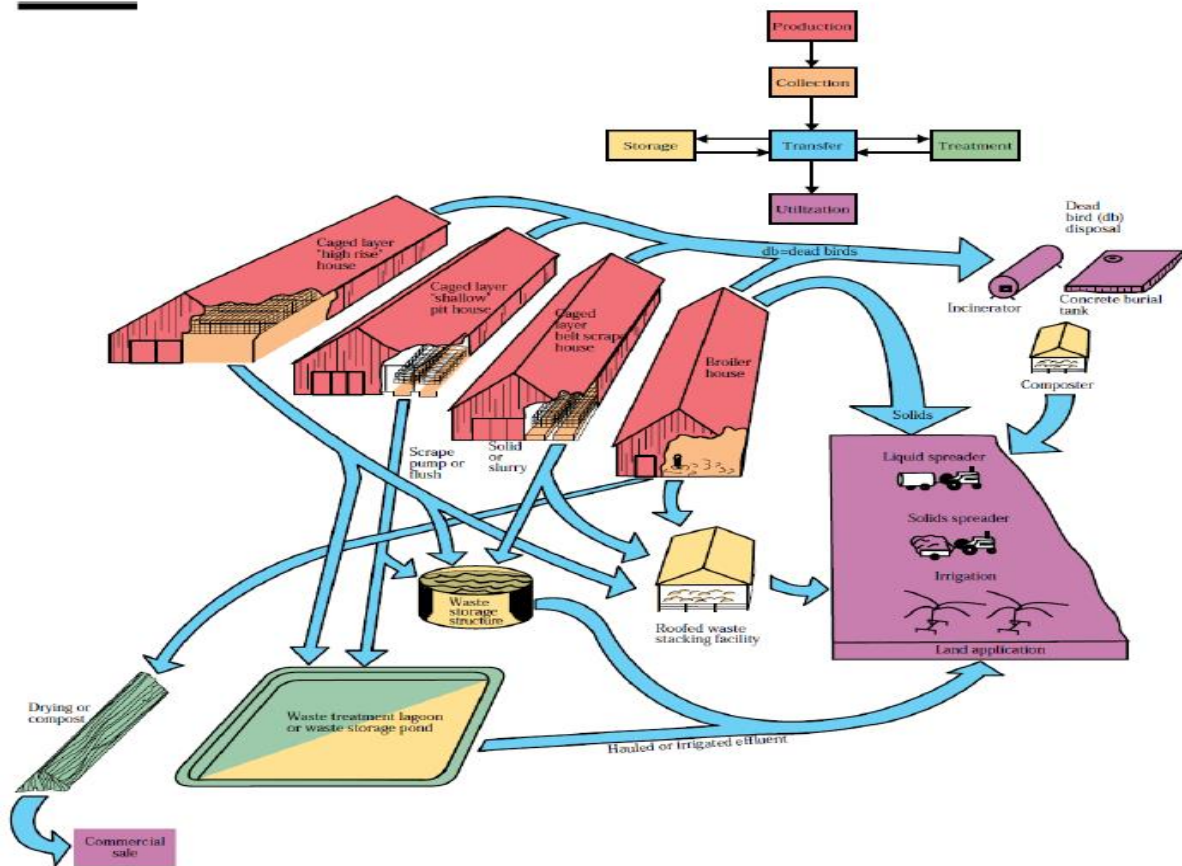 Production
Collection
Storage
Transfer
Treatment
Utilization
Dead
bird (db)
disposal
Caged layer
"high rise"
house
db=dead birds
Caged layer
"shallow"
pit house
Incinerator
Concrete burial
tank
Caged
layer
belt scrape
house
Broiler
house
Composter
Solids
Scrape
pump or
flush
Solid
or
slurry
Liquid spreader
Solids spreader
Irrigation
Waste
storage
structure
Roofed waste
stacking facility
Land application
Drying or
compost
Waste treatment lagoon
or waste storage pond
Hauled or irrigated effluent
Commercial
sale